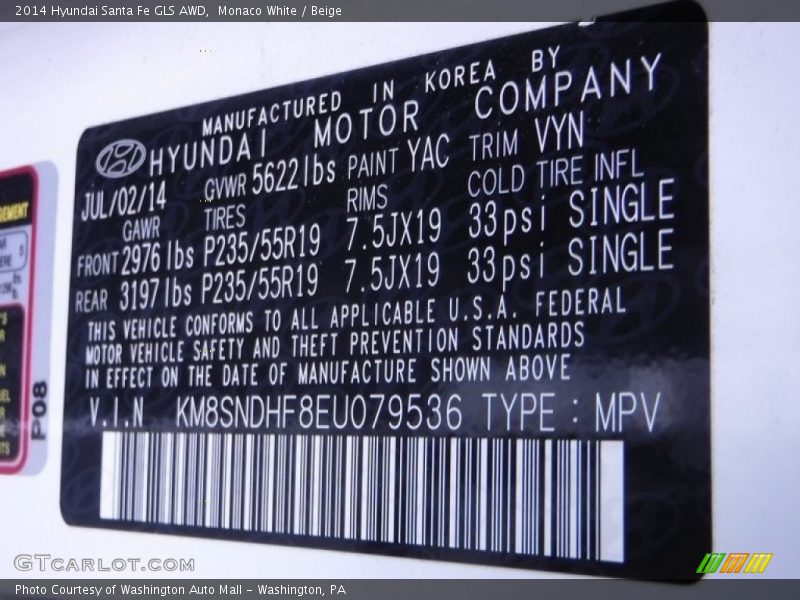 2014 Hyundai Santa Fe GLS AWD, Monaco White / Beige
MANUFACTURED IN KOREA BY
HYUNDAI MOTOR COMPANY
JUL/02/14 GVWR 5622lbs PAINT YAC TRIM VYN
GAWR TIRES RIMS COLD TIRE INFL
FRONT 2976 lbs P235/55R19 7.5JX19 33psi SINGLE
REAR 3197 lbs P235/55R19 7.5JX19 33psi SINGLE
THIS VEHICLE CONFORMS TO ALL APPLICABLE U.S.A. FEDERAL
MOTOR VEHICLE SAFETY AND THEFT PREVENTION STANDARDS
IN EFFECT ON THE DATE OF MANUFACTURE SHOWN ABOVE
V.I.N KM8SNDHF8EU079536 TYPE : MPV
P08
GTcarlot.com
Photo Courtesy of Washington Auto Mall - Washington, PA